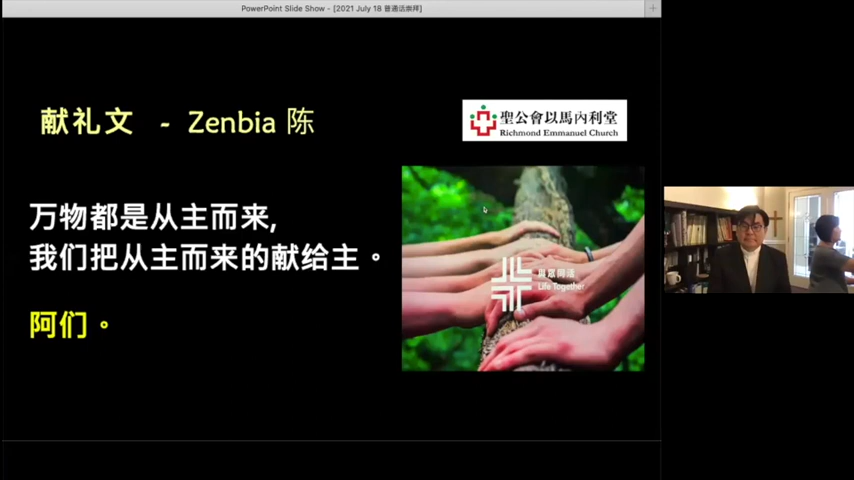 PowerPoint Slide Show - [2021 July 18 普通话崇拜]
献礼文 - Zenbia 陈
聖公會以馬內利堂
Richmond Emmanuel Church
万物都是从主而来,
我们把从主而来的献给主。
與眾同落
Life Together
阿们。